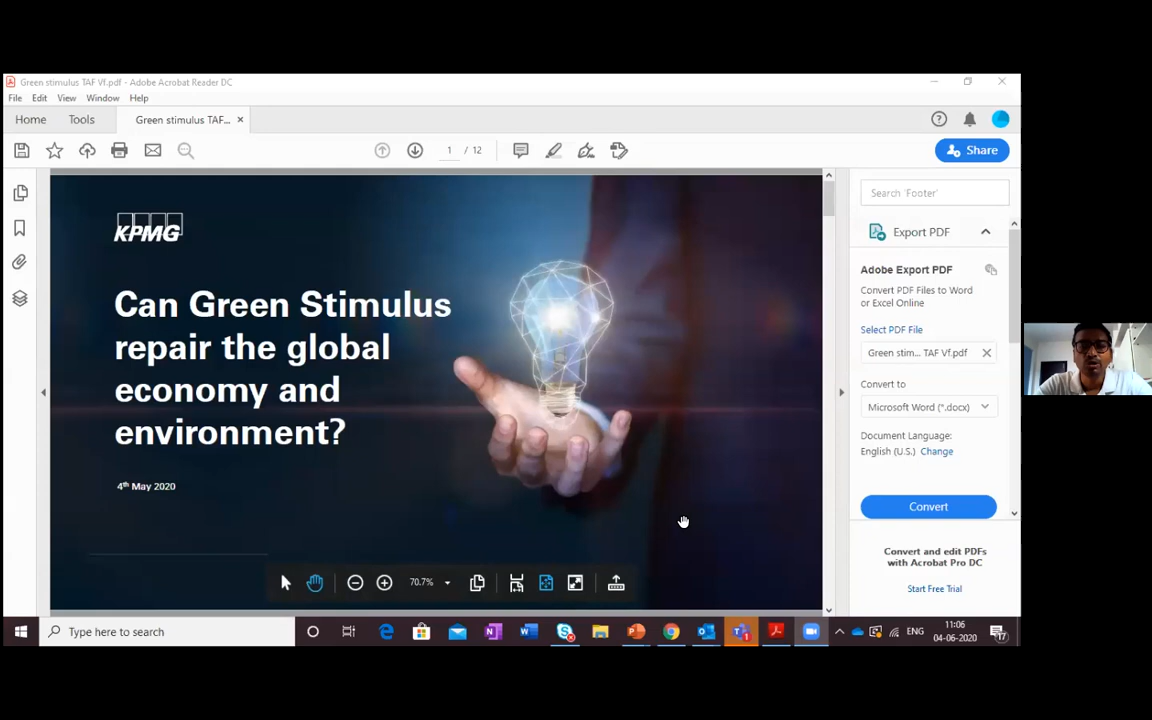 Green stimulus TAF Vf.pdf - Adobe Acrobat Reader DC
File Edit View Window Help
Home Tools Green stimulus TAF... ×
1 / 12
Share
KPMG
Can Green Stimulus
repair the global
economy and
environment?
4th May 2020
70.7%
Search 'Footer'
Export PDF
Adobe Export PDF
Convert PDF Files to Word
or Excel Online
Select PDF File
Green stim... TAF Vf.pdf
Convert to
Microsoft Word (*.docx)
Document Language:
English (U.S.) Change
Convert
Convert and edit PDFs
with Acrobat Pro DC
Start Free Trial
Type here to search
ENG
11:06
04-06-2020
17